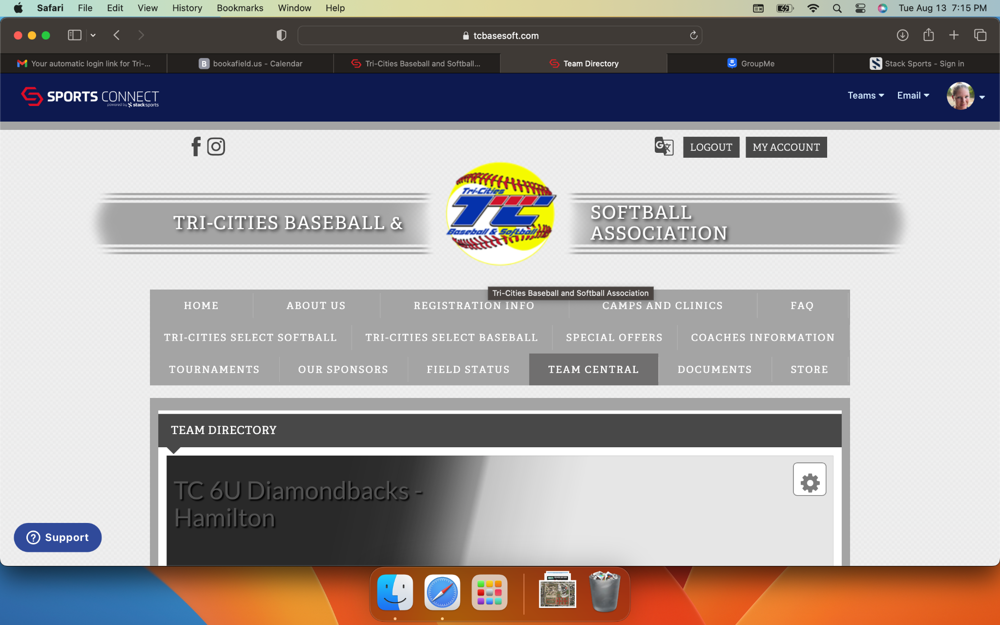 Safari File Edit View History Bookmarks Window Help Tue Aug 13 7:15 PM
tcbasesoft.com
Your automatic login link for Tri-... B bookafield.us - Calendar Tri-Cities Baseball and Softball... Team Directory GroupMe Stack Sports - Sign in
SPORTS CONNECT Teams Email
powered by stack sports
f G LOGOUT MY ACCOUNT
Tri-Cities
TC
Baseball & Softball
TRI-CITIES BASEBALL &
SOFTBALL
ASSOCIATION
Tri-Cities Baseball and Softball Association
HOME ABOUT US REGISTRATION INFO CAMPS AND CLINICS FAQ
TRI-CITIES SELECT SOFTBALL TRI-CITIES SELECT BASEBALL SPECIAL OFFERS COACHES INFORMATION
TOURNAMENTS OUR SPONSORS FIELD STATUS TEAM CENTRAL DOCUMENTS STORE
TEAM DIRECTORY
TC 6U Diamondbacks -
Hamilton
? Support